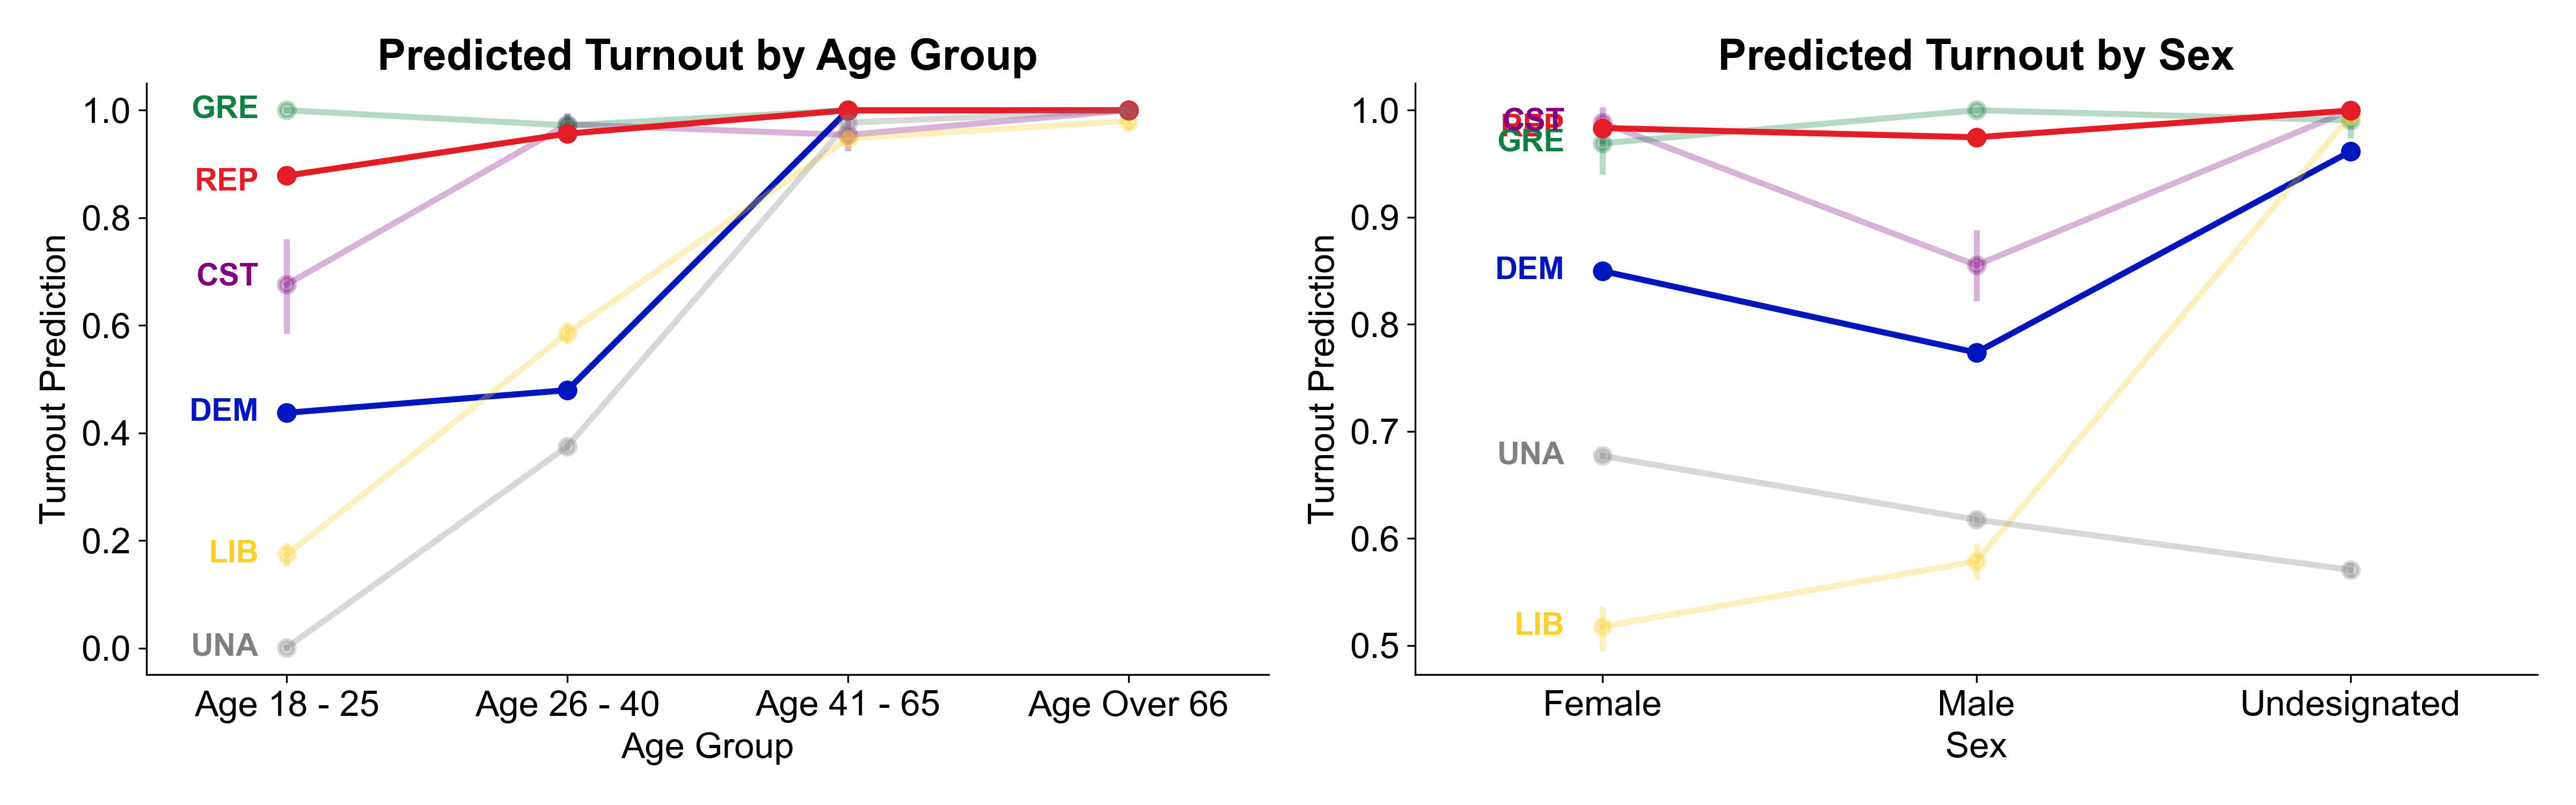 Predicted Turnout by Age Group
1.0
0.8
0.6
0.4
0.2
0.0
Turnout Prediction
GRE
REP
CST
DEM
LIB
UNA
Age 18 - 25
Age 26 - 40
Age 41 - 65
Age Over 66
Age Group
Predicted Turnout by Sex
1.0
0.9
0.8
0.7
0.6
0.5
Turnout Prediction
CST
REP
GRE
DEM
UNA
LIB
Female
Male
Undesignated
Sex